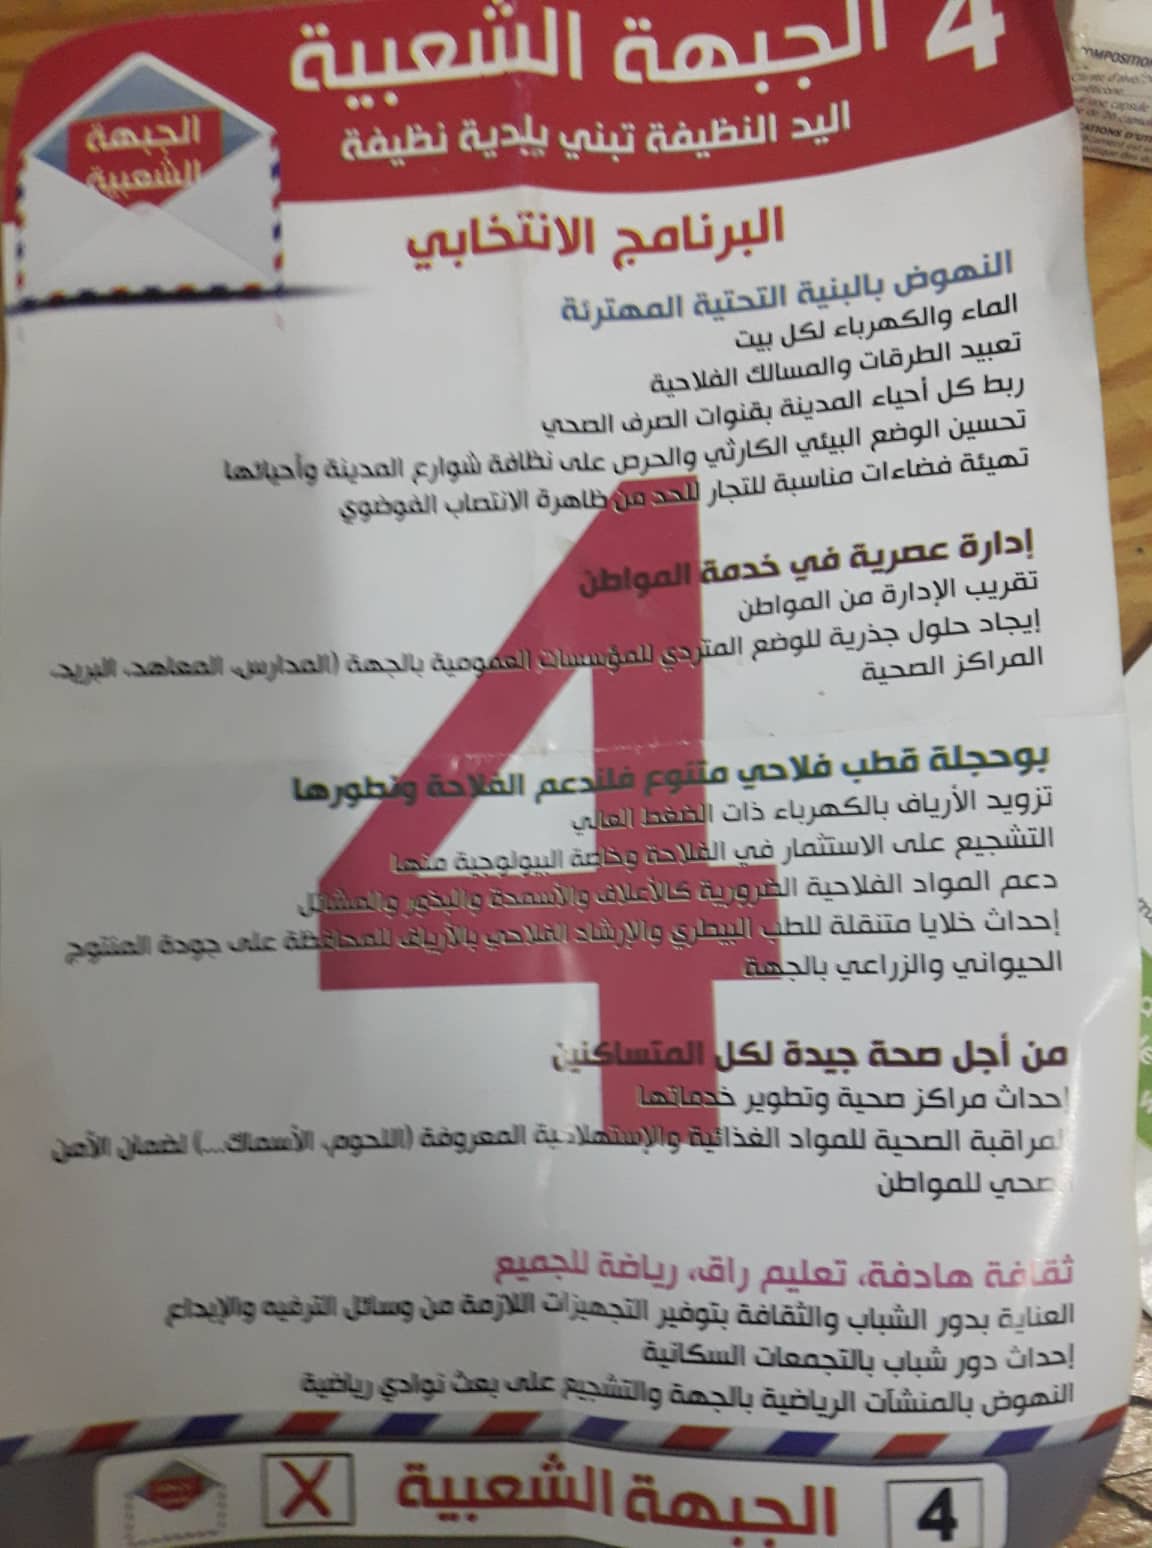 4 الجبهة الشعبية
اليد النظيفة تبني بلدية نظيفة
الجبهة
الشعبية
البرنامج الانتخابي
النهوض بالبنية التحتية المهترئة
الماء والكهرباء لكل بيت
تعبيد الطرقات والمسالك الفلاحية
ربط كل أحياء المدينة بقنوات الصرف الصحي
تحسين الوضع البيئي الكارثي والحرص على نظافة شوارع المدينة وأحيائها
تهيئة فضاءات مناسبة للتجار للحد من ظاهرة الانتصاب الفوضوي
إدارة عصرية في خدمة المواطن
تقريب الإدارة من المواطن
إيجاد حلول جذرية للوضع المتردي للمؤسسات العمومية بالجهة (المدارس، المعاهد، البريد،
المراكز الصحية
بوحجلة قطب فلاحي متنوع فلندعم الفلاحة ونطورها
تزويد الأرياف بالكهرباء ذات الضغط العالي
التشجيع على الاستثمار في الفلاحة وخاصة البيولوجية منها
دعم المواد الفلاحية الضرورية كالأعلاف والأسمدة والبذور والمشاتل
إحداث خلايا متنقلة للطب البيطري والإرشاد الفلاحي بالأرياف للمحافظة على جودة المنتوج
الحيواني والزراعي بالجهة
من أجل صحة جيدة لكل المتساكنين
إحداث مراكز صحية وتطوير خدماتها
لمراقبة الصحية للمواد الغذائية والإستهلاكية المعروفة (اللحوم، الأسماك....) لضمان الأمن
لصحي للمواطن
ثقافة هادفة، تعليم راق، رياضة للجميع
العناية بدور الشباب والثقافة بتوفير التجهيزات اللازمة من وسائل الترفيه والإبداع
إحداث دور شباب بالتجمعات السكانية
النهوض بالمنشآت الرياضية بالجهة والتشجيع على بعث نوادي رياضية
4 الجبهة الشعبية X
4